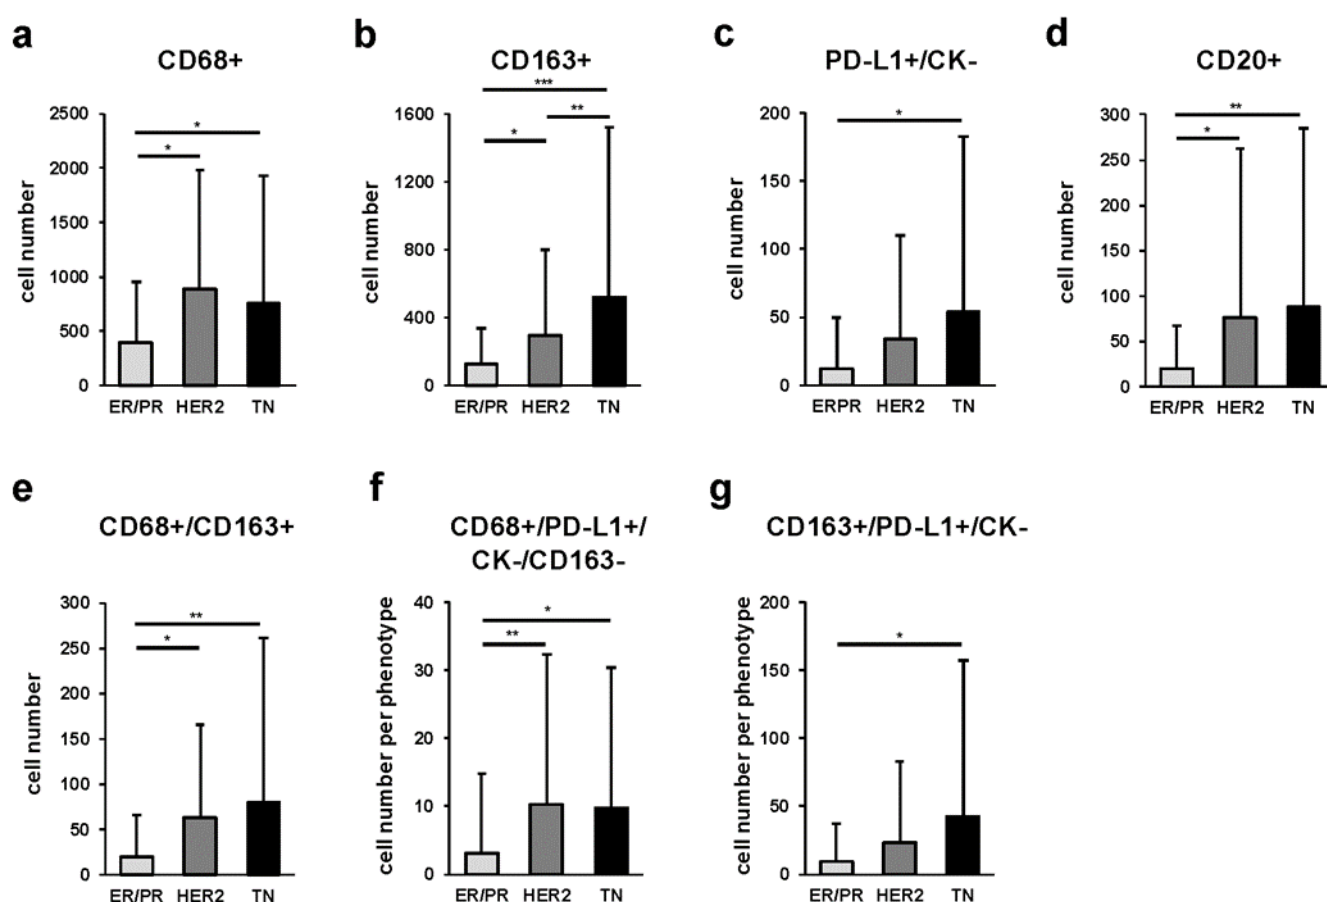 a
CD68+
cell number
2500
2000
1500
1000
500
0
*
*
ER/PR HER2 TN
b
CD163+
cell number
1600
1200
800
400
0
***
**
*
ER/PR HER2 TN
c
PD-L1+/CK-
cell number
200
150
100
50
0
*
ERPR HER2 TN
d
CD20+
cell number
300
250
200
150
100
50
0
**
*
ER/PR HER2 TN
e
CD68+/CD163+
cell number
300
250
200
150
100
50
0
**
*
ER/PR HER2 TN
f
CD68+/PD-L1+/
CK-/CD163-
cell number per phenotype
40
30
20
10
0
*
**
ER/PR HER2 TN
g
CD163+/PD-L1+/CK-
cell number per phenotype
200
150
100
50
0
*
ER/PR HER2 TN